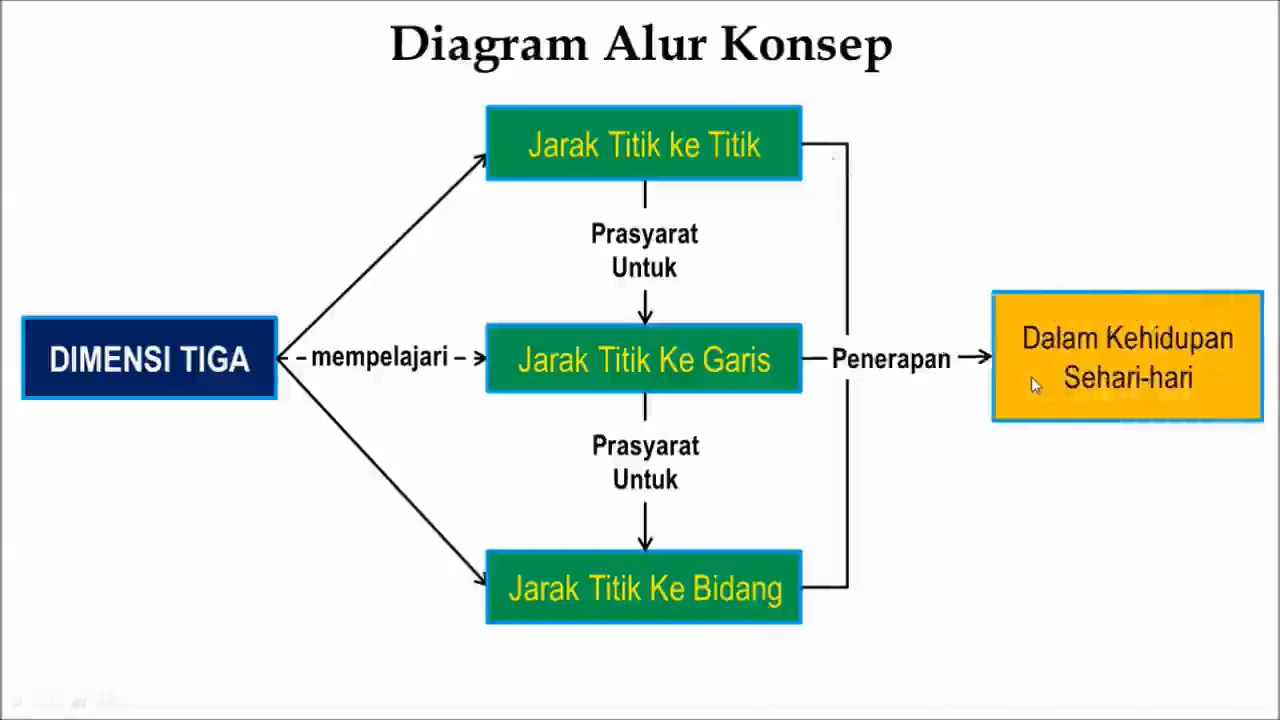 Diagram Alur Konsep
Jarak Titik ke Titik
Prasyarat
Untuk
DIMENSI TIGA
mempelajari
Jarak Titik Ke Garis
Penerapan
Dalam Kehidupan
Sehari-hari
Prasyarat
Untuk
Jarak Titik Ke Bidang